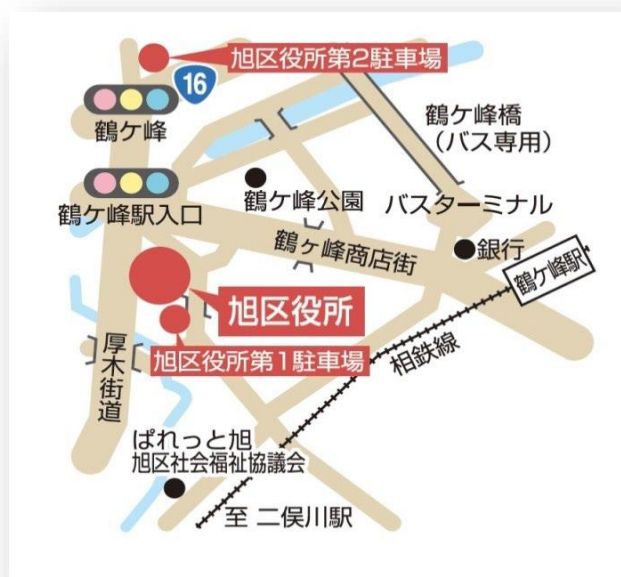 旭区役所第2駐車場
16
鶴ケ峰
鶴ケ峰橋
（バス専用）
鶴ケ峰駅入口
鶴ケ峰公園
バスターミナル
鶴ヶ峰商店街
銀行
鶴ケ峰駅
旭区役所
旭区役所第1駐車場
相鉄線
厚木街道
ぱれっと旭
旭区社会福祉協議会
至 二俣川駅